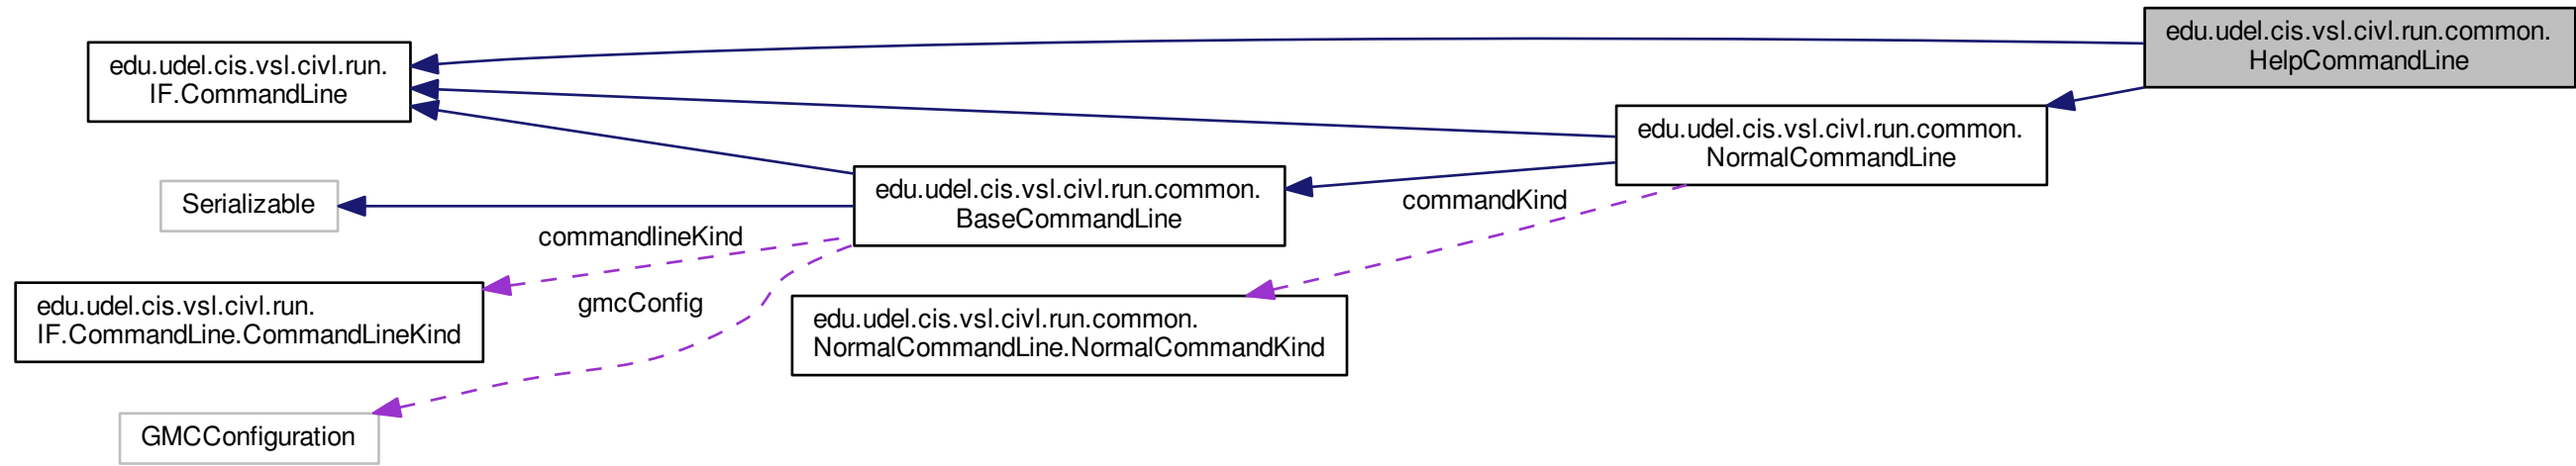 edu.udel.cis.vsl.civl.run.common.
HelpCommandLine
edu.udel.cis.vsl.civl.run.
IF.CommandLine
edu.udel.cis.vsl.civl.run.common.
NormalCommandLine
Serializable
edu.udel.cis.vsl.civl.run.common.
BaseCommandLine
commandKind
commandlineKind
gmcConfig
edu.udel.cis.vsl.civl.run.
IF.CommandLine.CommandLineKind
edu.udel.cis.vsl.civl.run.common.
NormalCommandLine.NormalCommandKind
GMCConfiguration